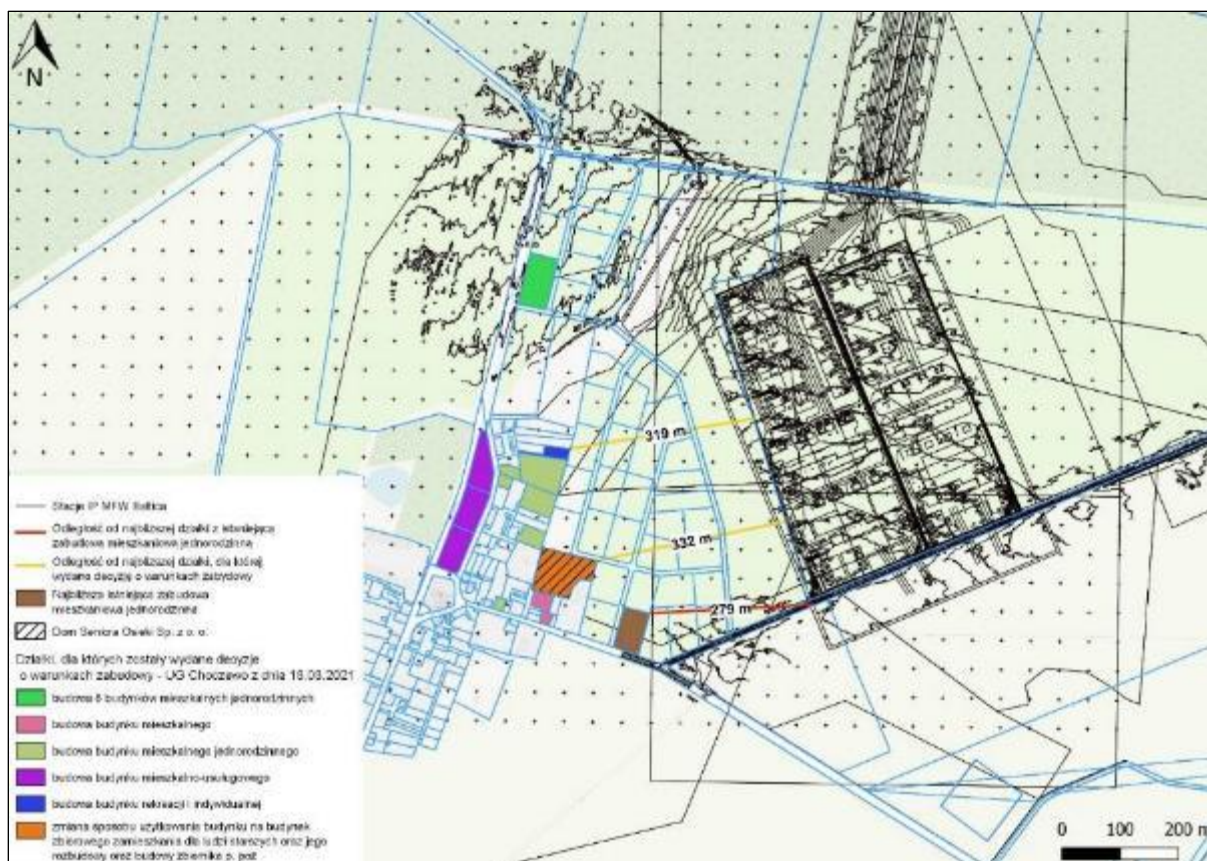 N
319 m
332 m
279 m
Stacja IP MFW Baltica
Odległość od najbliższej działki z istniejącą
zabudową mieszkaniową jednorodzinną
Odległość od najbliższej działki, dla której
wydano decyzję o warunkach zabudowy
Najbliższa istniejąca zabudowa
mieszkaniowa jednorodzinna
Dom Seniora Osieki Sp. z o. o.
Działki, dla których zostały wydane decyzje
o warunkach zabudowy - UG Choczewo z dnia 2021
budowa budynków mieszkalnych jednorodzinnych
budowa budynku mieszkalnego
budowa budynku mieszkalnego jednorodzinnego
budowa budynku mieszkalno-usługowego
budowa budynku rekreacji indywidualnej
zmiana sposobu użytkowania budynku na budynek
zbiorowego zamieszkania dla ludzi starszych oraz jego
rozbudowy oraz budowy zbiornika p. poż
0 100 200 m